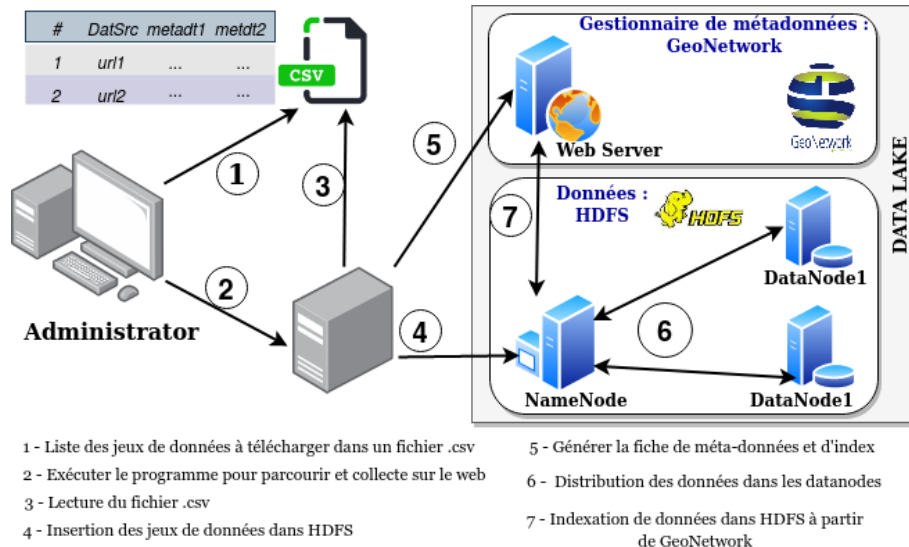 # DatSrc metadt1 metdt2
1 url1 ... ...
2 url2 ... ...
CSV
Gestionnaire de métadonnées :
GeoNetwork
GeoNetwork
Web Server
DATA LAKE
Données :
HDFS
HDFS
DataNode1
DataNode1
NameNode
Administrator
1
2
3
4
5
6
7
1 - Liste des jeux de données à télécharger dans un fichier .csv
2 - Exécuter le programme pour parcourir et collecte sur le web
3 - Lecture du fichier .csv
4 - Insertion des jeux de données dans HDFS
5 - Générer la fiche de méta-données et d'index
6 - Distribution des données dans les datanodes
7 - Indexation de données dans HDFS à partir
de GeoNetwork